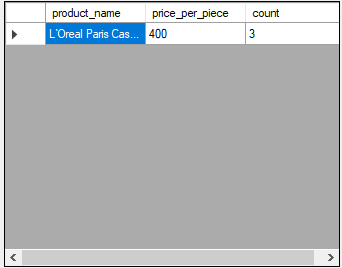 product_name price_per_piece count
L'Oreal Paris Cas... 400 3